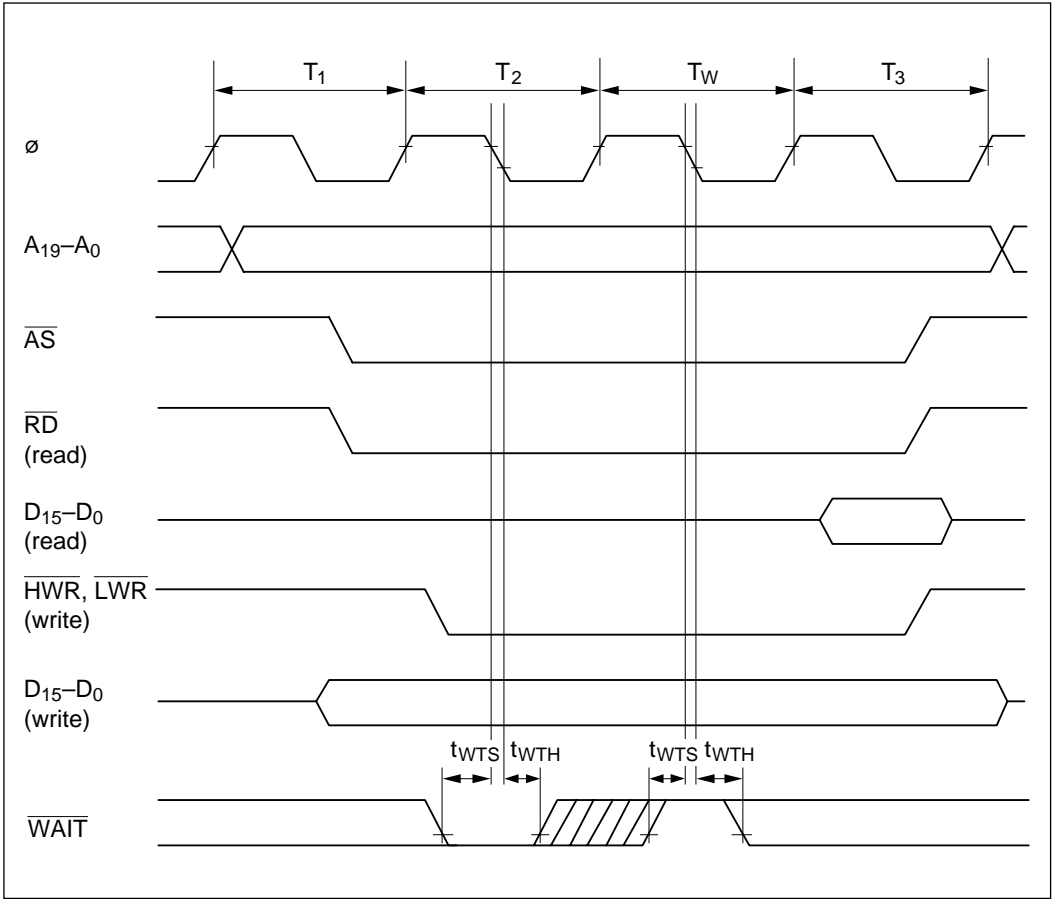 T1 T2 TW T3
ø
A19–A0
AS
RD
(read)
D15–D0
(read)
HWR, LWR
(write)
D15–D0
(write)
tWTS tWTH tWTS tWTH
WAIT